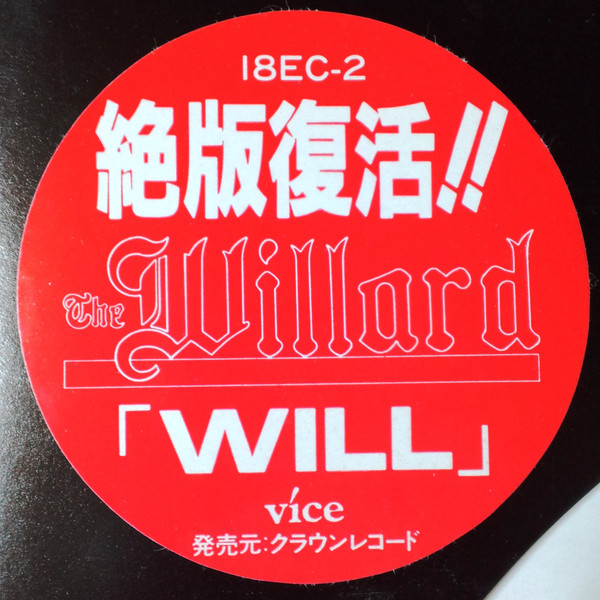 18EC-2
絶版復活!!
The Willard
「WILL」
vice
発売元:クラウンレコード